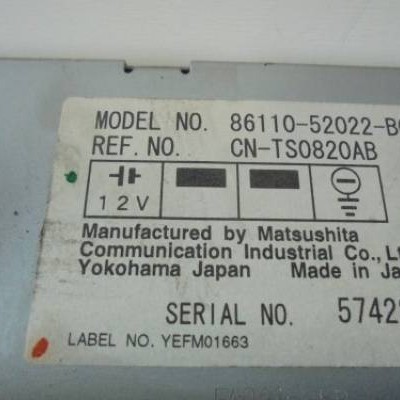 MODEL NO. 86110-52022-B
REF. NO. CN-TS0820AB
12V
Manufactured by Matsushita
Communication Industrial Co., L
Yokohama Japan Made in Ja
SERIAL NO. 5742
LABEL NO. YEFM01663